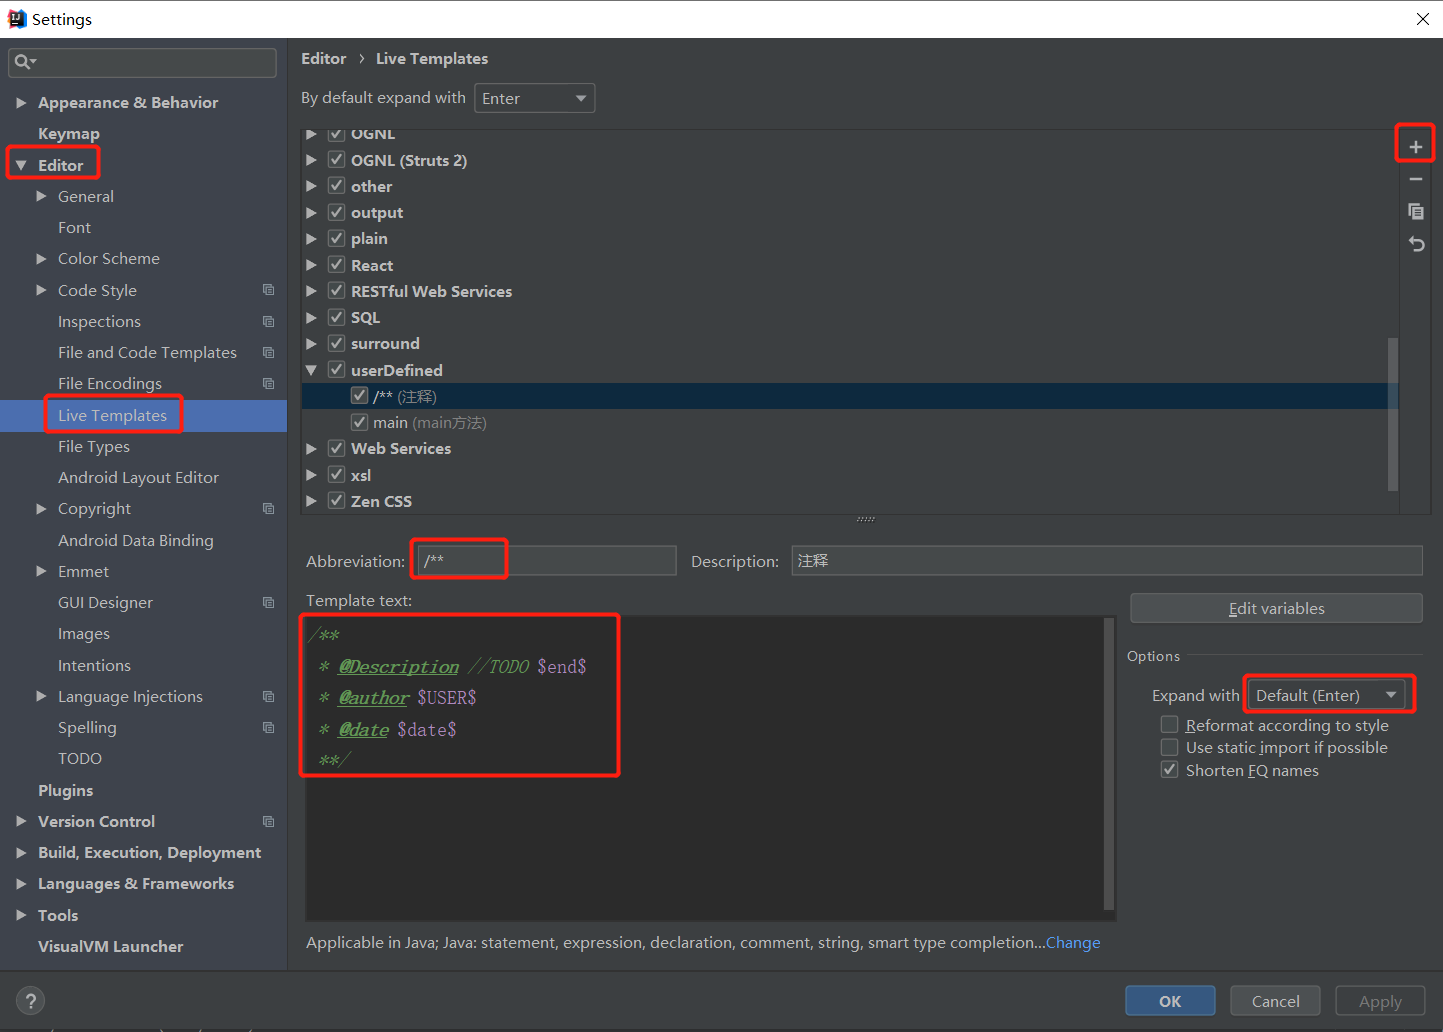 Settings
Editor › Live Templates
By default expand with Enter
Appearance & Behavior
Keymap
Editor
General
Font
Color Scheme
Code Style
Inspections
File and Code Templates
File Encodings
Live Templates
File Types
Android Layout Editor
Copyright
Android Data Binding
Emmet
GUI Designer
Images
Intentions
Language Injections
Spelling
TODO
Plugins
Version Control
Build, Execution, Deployment
Languages & Frameworks
Tools
VisualVM Launcher
OGNL
OGNL (Struts 2)
other
output
plain
React
RESTful Web Services
SQL
surround
userDefined
/** (注释)
main (main方法)
Web Services
xsl
Zen CSS
Abbreviation: /** Description: 注释
Template text:
/**
* @Description //TODO $end$
* @author $USER$
* @date $date$
**/
Edit variables
Options
Expand with Default (Enter)
Reformat according to style
Use static import if possible
Shorten FQ names
Applicable in Java; Java: statement, expression, declaration, comment, string, smart type completion...Change
? OK Cancel Apply